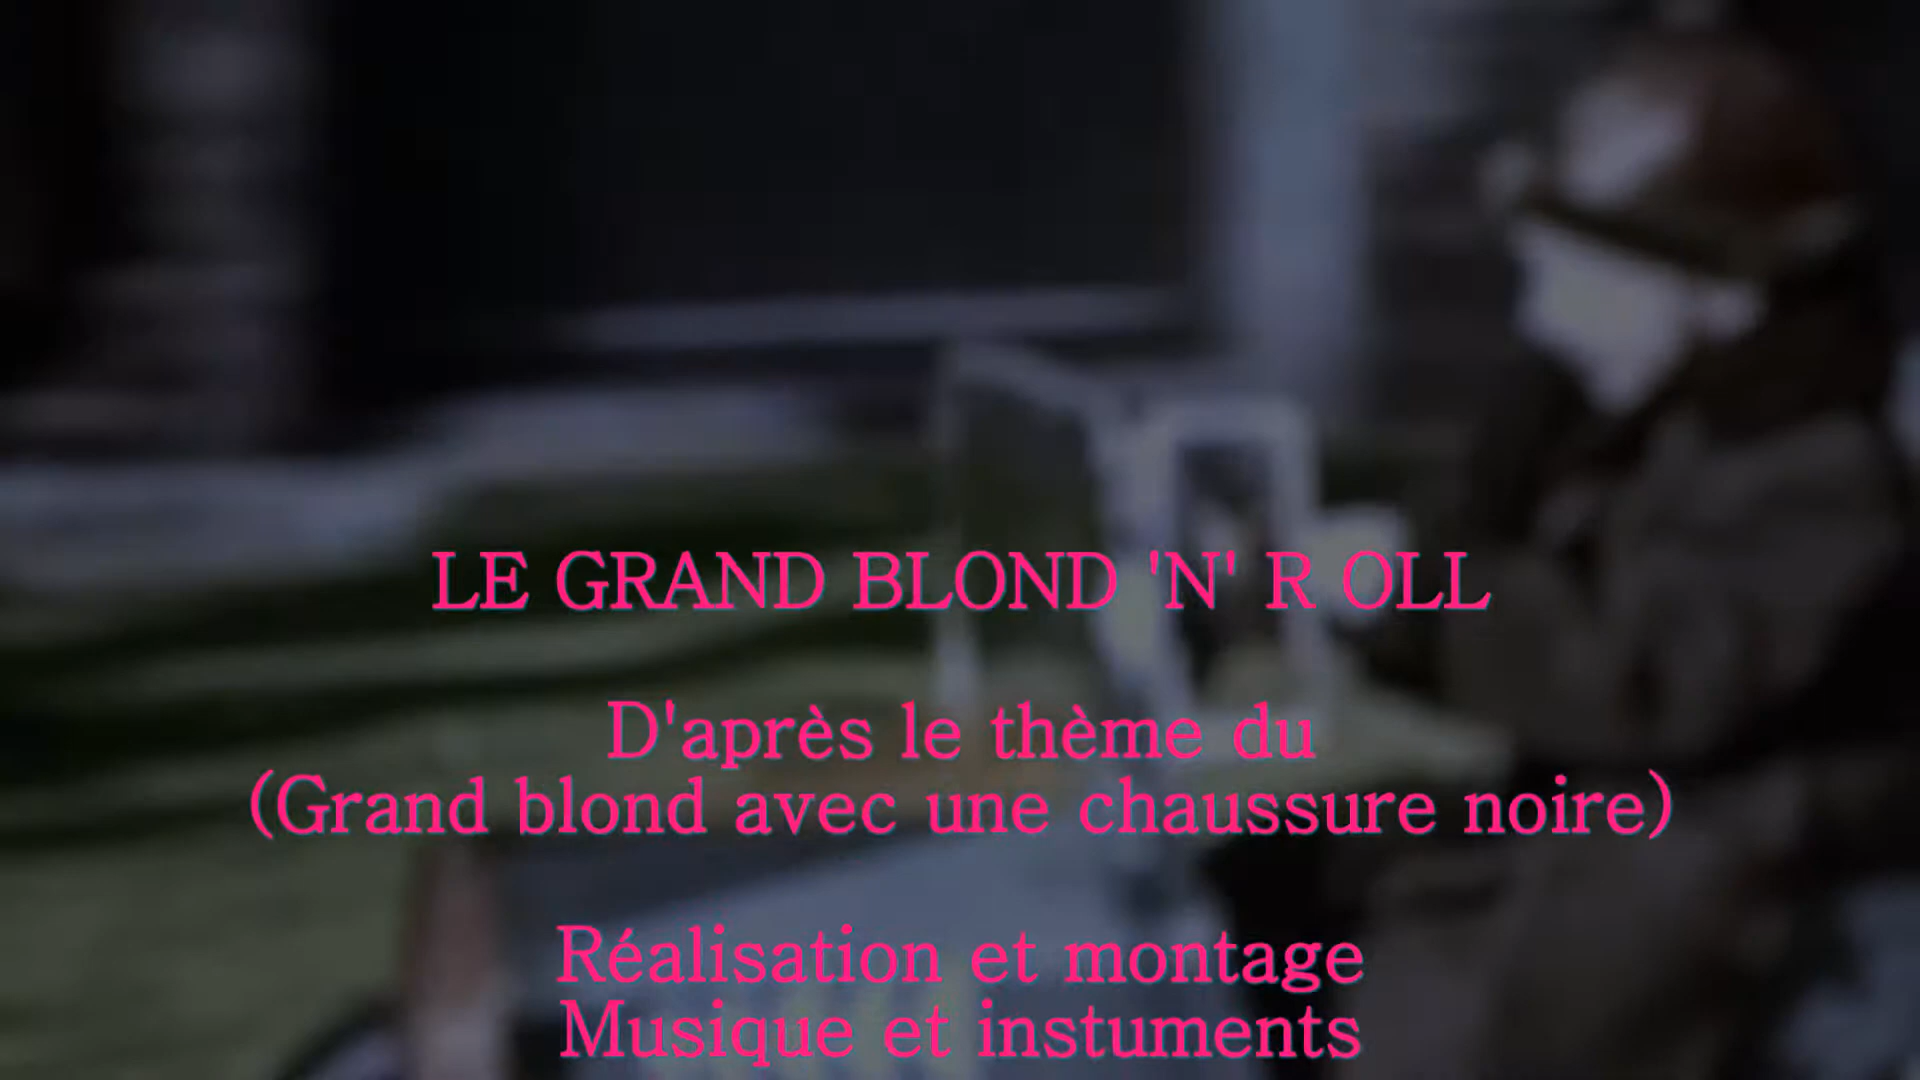 LE GRAND BLOND 'N' R OLL
D'après le thème du
(Grand blond avec une chaussure noire)
Réalisation et montage
Musique et instuments